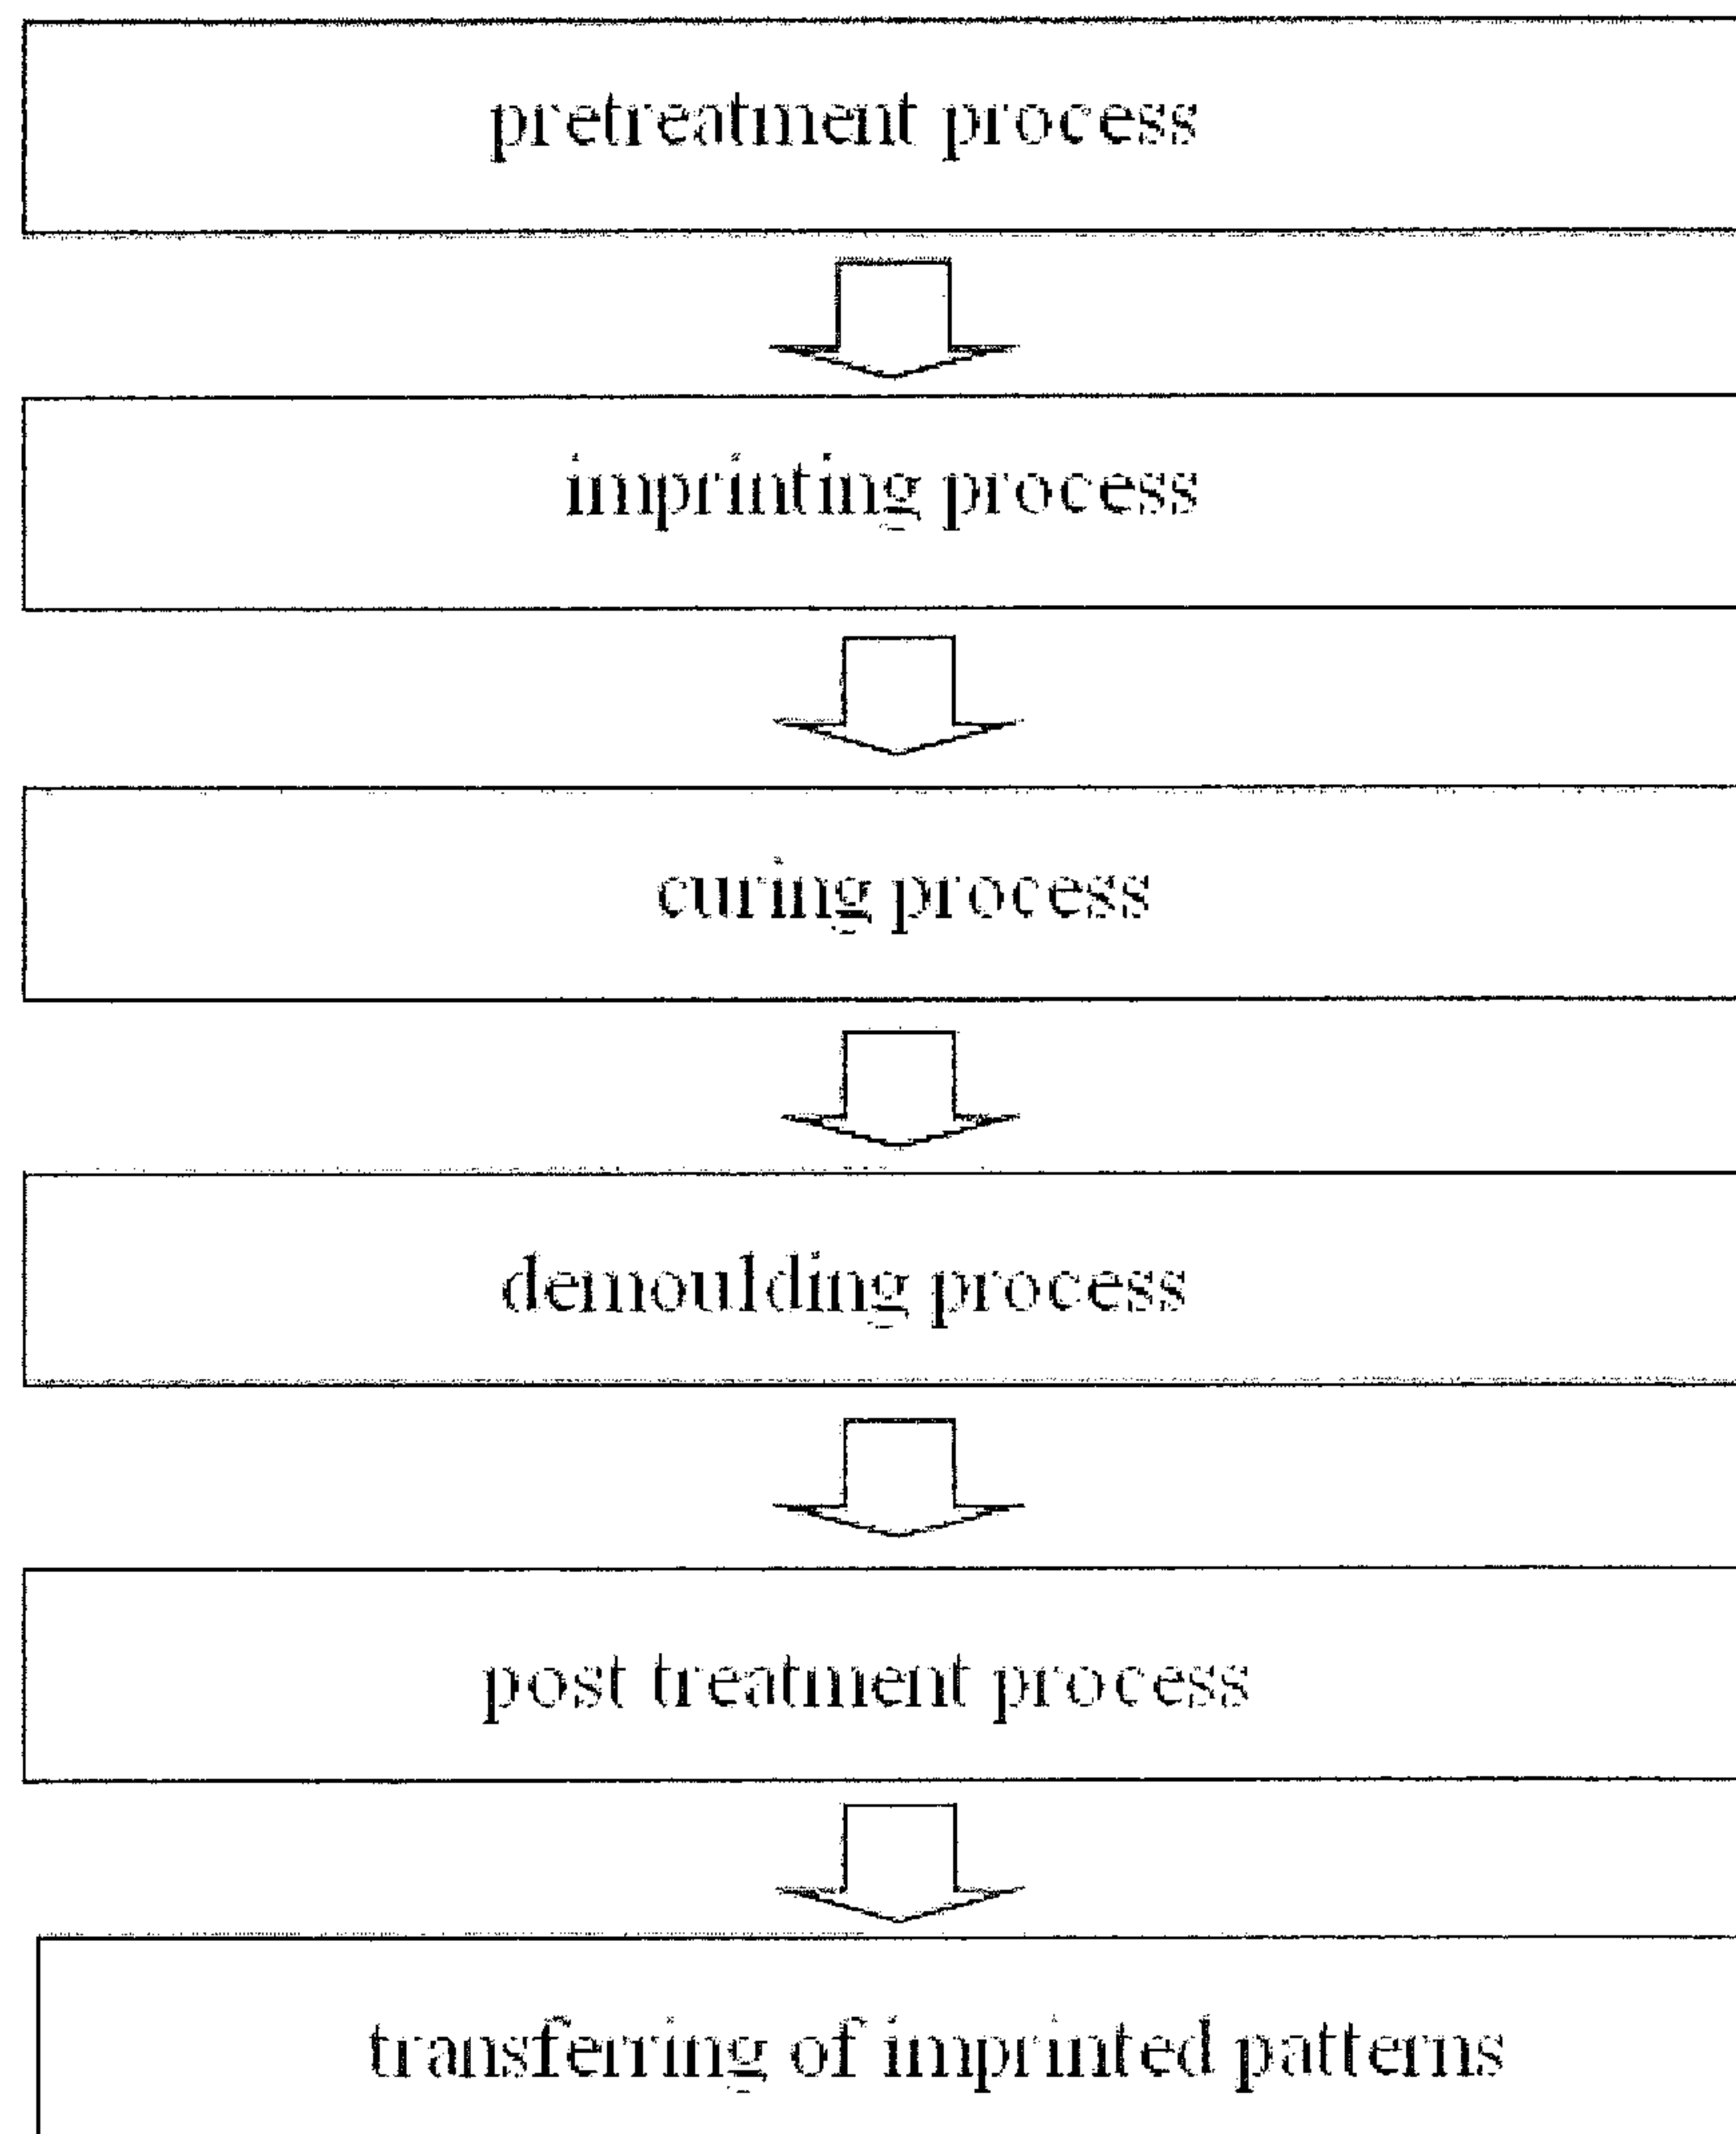 pretreatment process
imprinting process
curing process
demoulding process
post treatment process
transferring of imprinted patterns